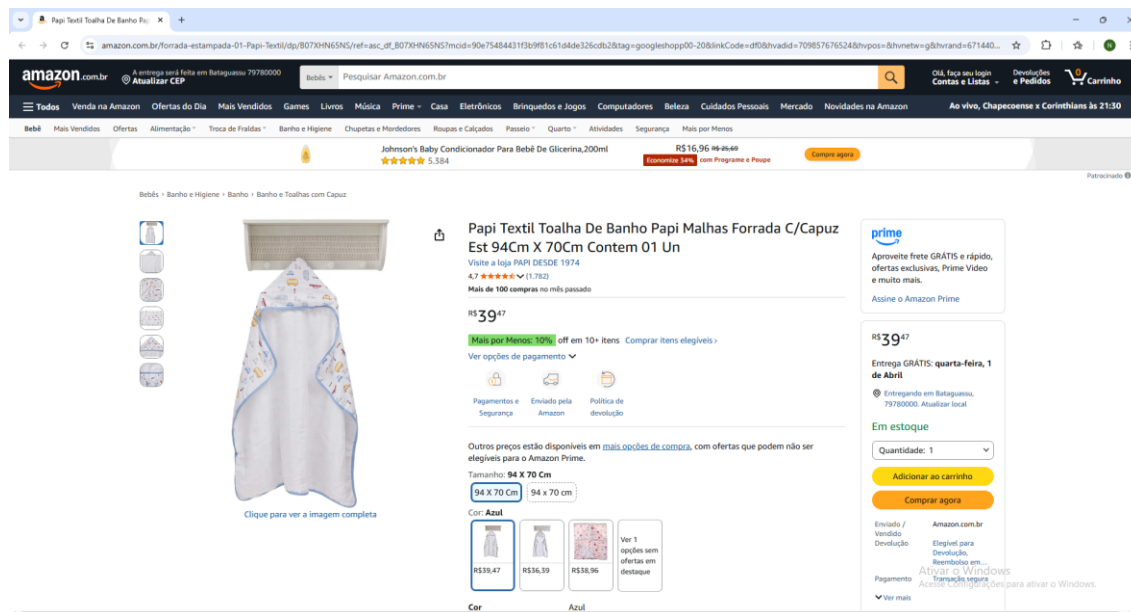 Papi Textil Toalha De Banho Pap
amazon.com.br/forrada-estampada-01-Papi-Textil/dp/B07XHN65NS/ref=asc_df_B07XHN65NS?mcid=90e75484431f3b9f81c61d4de326cdb2&tag=googleshopp00-20&linkCode=df0&hvadid=709857676524&hvpos=&hvnetw=g&hvrand=671440...
N
amazon.com.br
A entrega será feita em Bataguassu 79780000
Atualizar CEP
Bebês
Pesquisar Amazon.com.br
Olá, faça seu login
Contas e Listas
Devoluções
e Pedidos
0
Carrinho
Todos Venda na Amazon Ofertas do Dia Mais Vendidos Games Livros Música Prime Casa Eletrônicos Brinquedos e Jogos Computadores Beleza Cuidados Pessoais Mercado Novidades na Amazon Ao vivo, Chapecoense x Corinthians às 21:30
Bebê Mais Vendidos Ofertas Alimentação Troca de Fraldas Banho e Higiene Chupetas e Mordedores Roupas e Calçados Passeio Quarto Atividades Segurança Mais por Menos
Johnson's Baby Condicionador Para Bebê De Glicerina,200ml
5.384
R$16,96 R$ 25,69
Economize 34% com Programe e Poupe
Compre agora
Patrocinado
Bebês › Banho e Higiene › Banho › Banho e Toalhas com Capuz
Clique para ver a imagem completa
Papi Textil Toalha De Banho Papi Malhas Forrada C/Capuz
Est 94Cm X 70Cm Contem 01 Un
Visite a loja PAPI DESDE 1974
4,7 (1.782)
Mais de 100 compras no mês passado
R$3947
Mais por Menos: 10% off em 10+ itens Comprar itens elegíveis ›
Ver opções de pagamento
Pagamentos e
Segurança
Enviado pela
Amazon
Política de
devolução
Outros preços estão disponíveis em mais opções de compra, com ofertas que podem não ser
elegíveis para o Amazon Prime.
Tamanho: 94 X 70 Cm
94 X 70 Cm 94 x 70 cm
Cor: Azul
R$39,47
R$36,39
R$38,96
Ver 1
opções sem
ofertas em
destaque
Cor Azul
prime
Aproveite frete GRÁTIS e rápido,
ofertas exclusivas, Prime Video
e muito mais.
Assine o Amazon Prime
R$3947
Entrega GRÁTIS: quarta-feira, 1
de Abril
Entregando em Bataguassu,
79780000. Atualizar local
Em estoque
Quantidade: 1
Adicionar ao carrinho
Comprar agora
Enviado / Amazon.com.br
Vendido
Devolução Elegível para
Devolução,
Reembolso em...
Pagamento Transação segura
Ver mais
Ativar o Windows
Acesse Configurações para ativar o Windows.